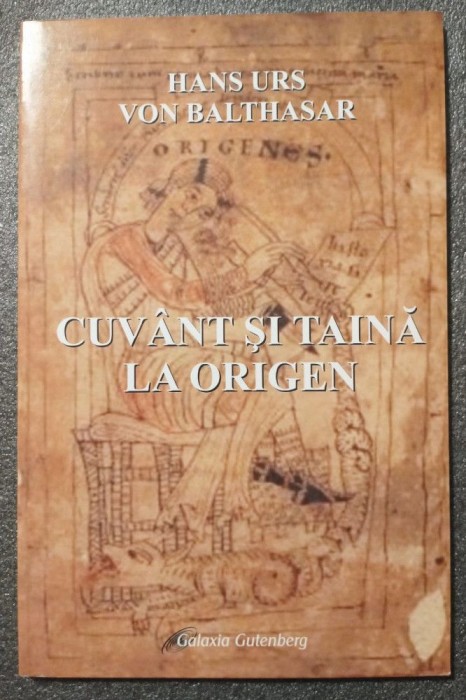 HANS URS
VON BALTHASAR
ORIGENES
CUVÂNT ŞI TAINĂ
LA ORIGEN
Galaxia Gutenberg